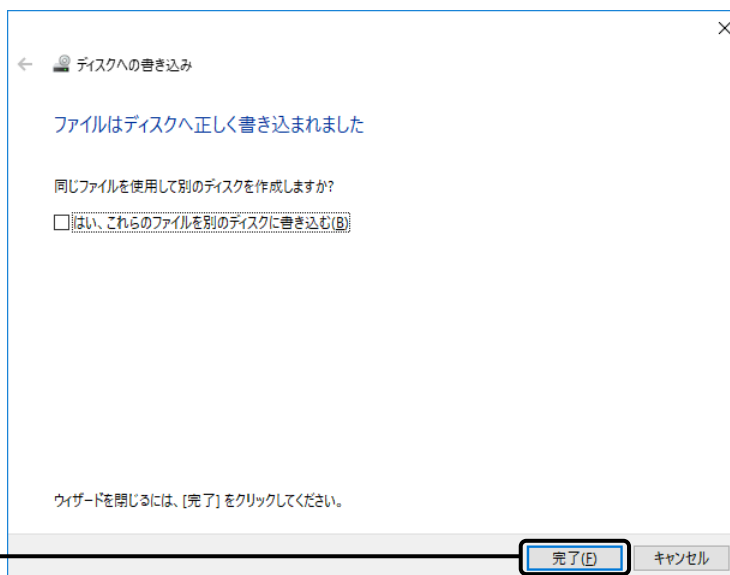 ディスクへの書き込み
ファイルはディスクへ正しく書き込まれました
同じファイルを使用して別のディスクを作成しますか?
はい、これらのファイルを別のディスクに書き込む(B)
ウィザードを閉じるには、[完了] をクリックしてください。
完了(F) キャンセル